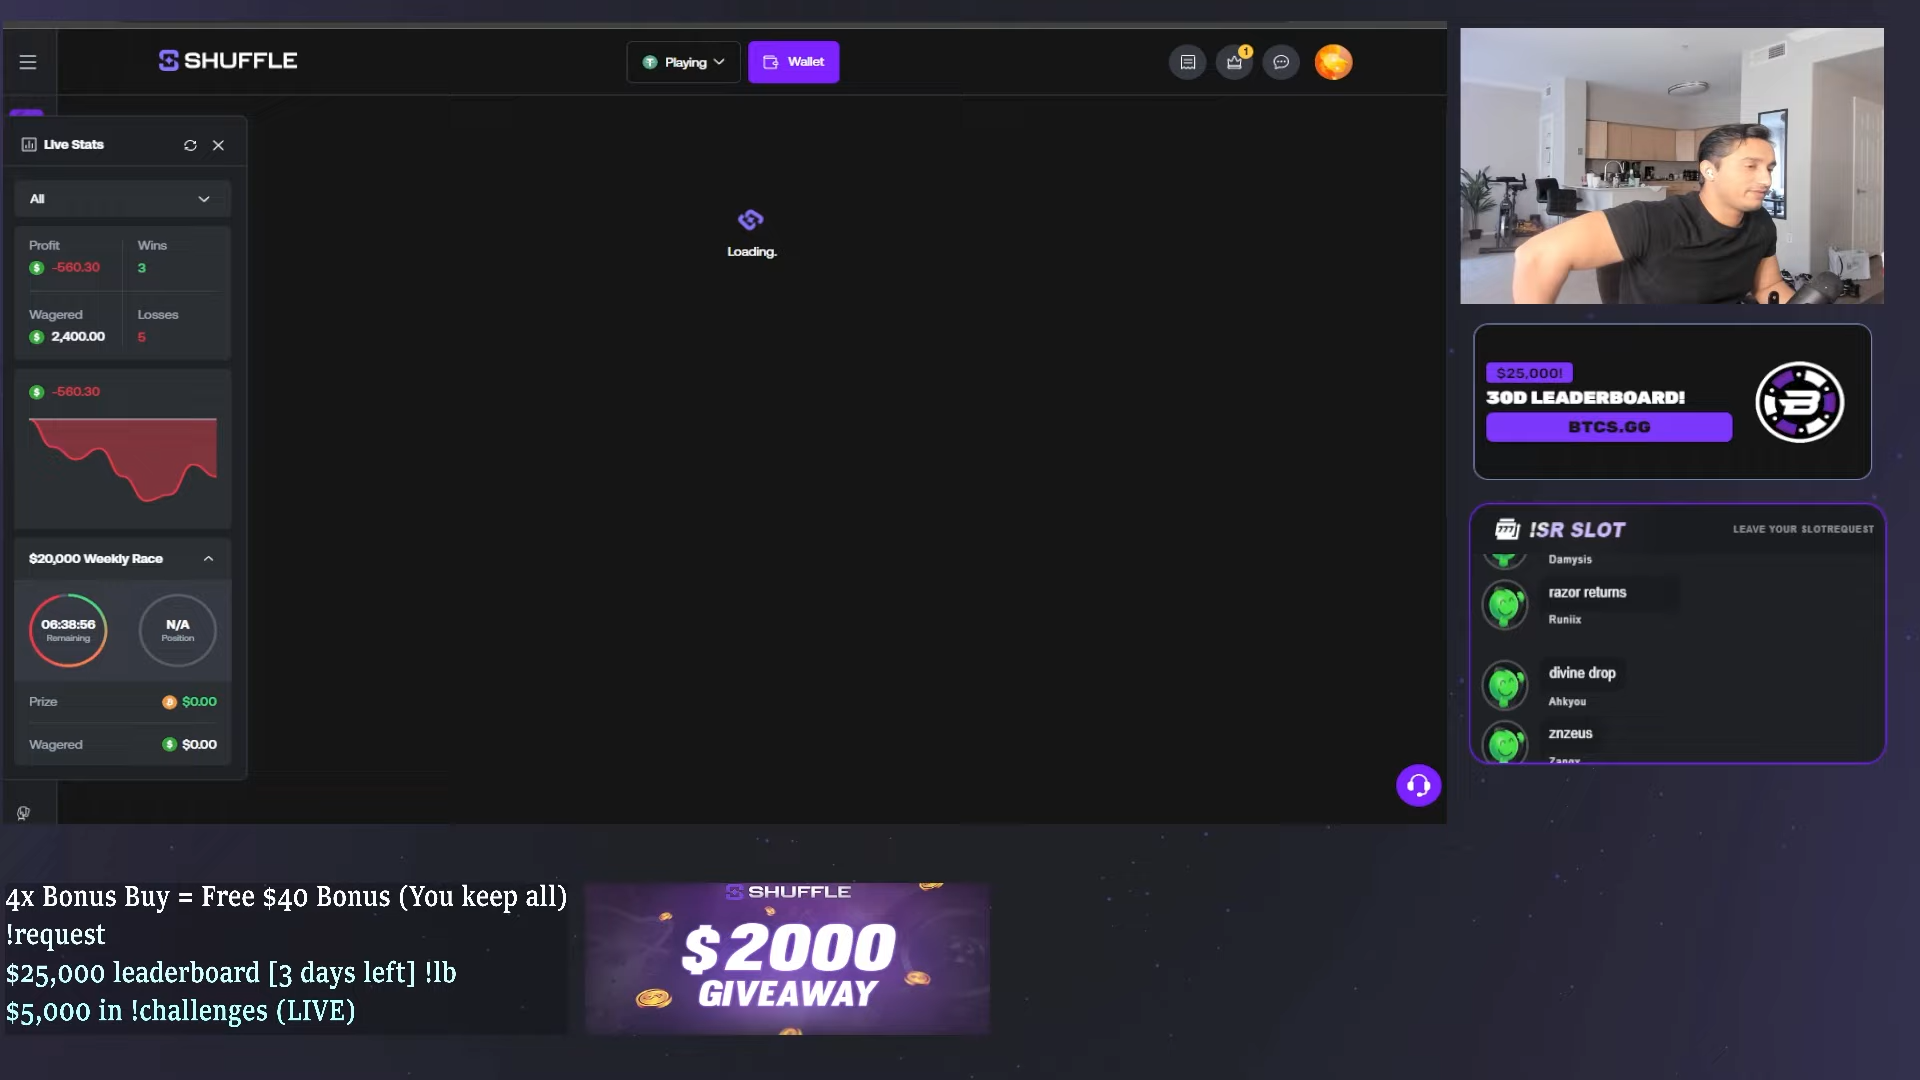 SHUFFLE
Playing
Wallet
1
Live Stats
All
Profit
Wins
-560.30
3
Wagered
Losses
2,400.00
5
-560.30
$20,000 Weekly Race
06:38:56
Remaining
N/A
Position
Prize
$0.00
Wagered
$0.00
Loading.
$25,000!
30D LEADERBOARD!
BTCS.GG
!SR SLOT
LEAVE YOUR SLOTREQUEST
Damysis
razor returns
Runiix
divine drop
Ahkyou
znzeus
4x Bonus Buy = Free $40 Bonus (You keep all)
!request
$25,000 leaderboard [3 days left] !lb
$5,000 in !challenges (LIVE)
SHUFFLE
$2000
GIVEAWAY